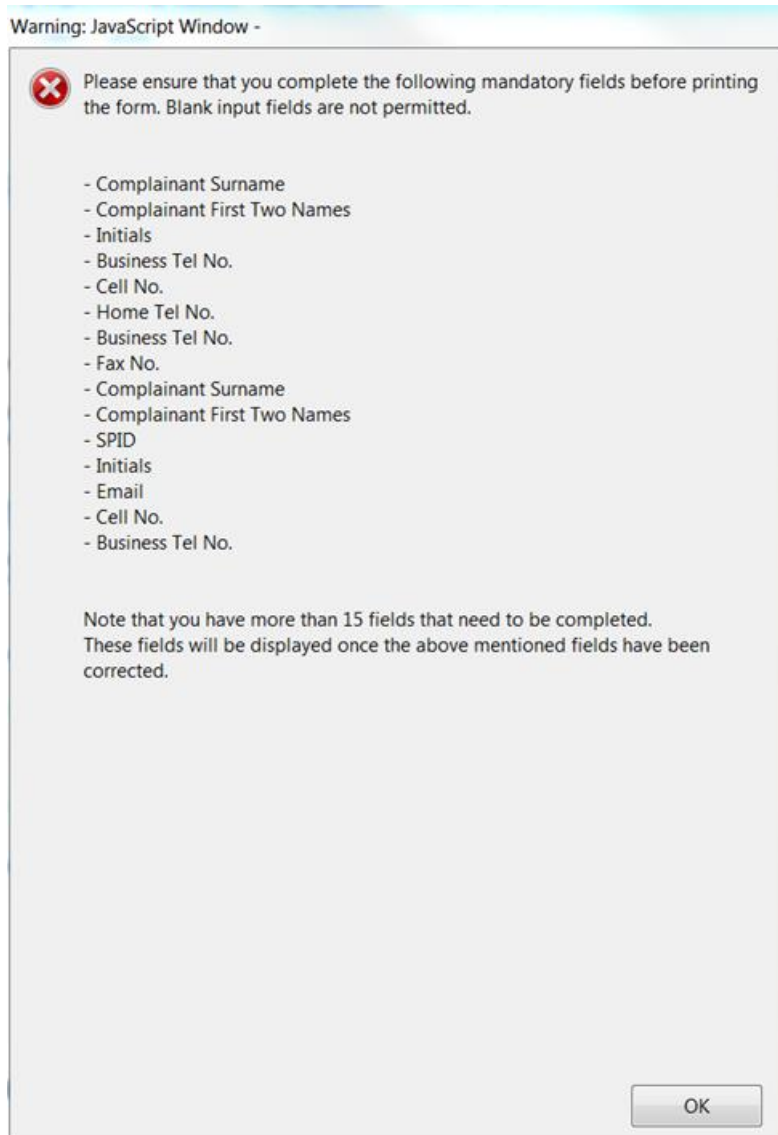 Warning: JavaScript Window -
Please ensure that you complete the following mandatory fields before printing
the form. Blank input fields are not permitted.
- Complainant Surname
- Complainant First Two Names
- Initials
- Business Tel No.
- Cell No.
- Home Tel No.
- Business Tel No.
- Fax No.
- Complainant Surname
- Complainant First Two Names
- SPID
- Initials
- Email
- Cell No.
- Business Tel No.
Note that you have more than 15 fields that need to be completed.
These fields will be displayed once the above mentioned fields have been
corrected.
OK